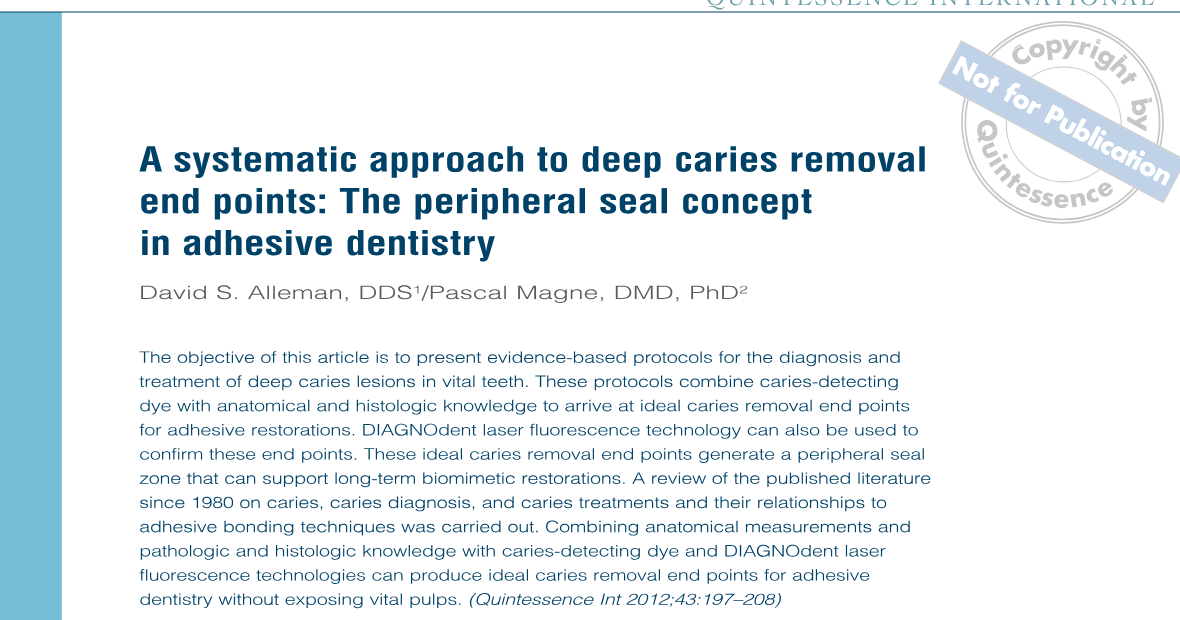 QUINTESSENCE INTERNATIONAL
Copyright by
Not for Publication
Quintessence
A systematic approach to deep caries removal
end points: The peripheral seal concept
in adhesive dentistry
David S. Alleman, DDS¹/Pascal Magne, DMD, PhD²
The objective of this article is to present evidence-based protocols for the diagnosis and
treatment of deep caries lesions in vital teeth. These protocols combine caries-detecting
dye with anatomical and histologic knowledge to arrive at ideal caries removal end points
for adhesive restorations. DIAGNOdent laser fluorescence technology can also be used to
confirm these end points. These ideal caries removal end points generate a peripheral seal
zone that can support long-term biomimetic restorations. A review of the published literature
since 1980 on caries, caries diagnosis, and caries treatments and their relationships to
adhesive bonding techniques was carried out. Combining anatomical measurements and
pathologic and histologic knowledge with caries-detecting dye and DIAGNOdent laser
fluorescence technologies can produce ideal caries removal end points for adhesive
dentistry without exposing vital pulps. (Quintessence Int 2012;43:197–208)